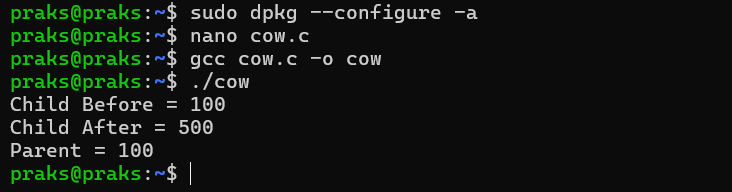 praks@praks:~$ sudo dpkg --configure -a
praks@praks:~$ nano cow.c
praks@praks:~$ gcc cow.c -o cow
praks@praks:~$ ./cow
Child Before = 100
Child After = 500
Parent = 100
praks@praks:~$